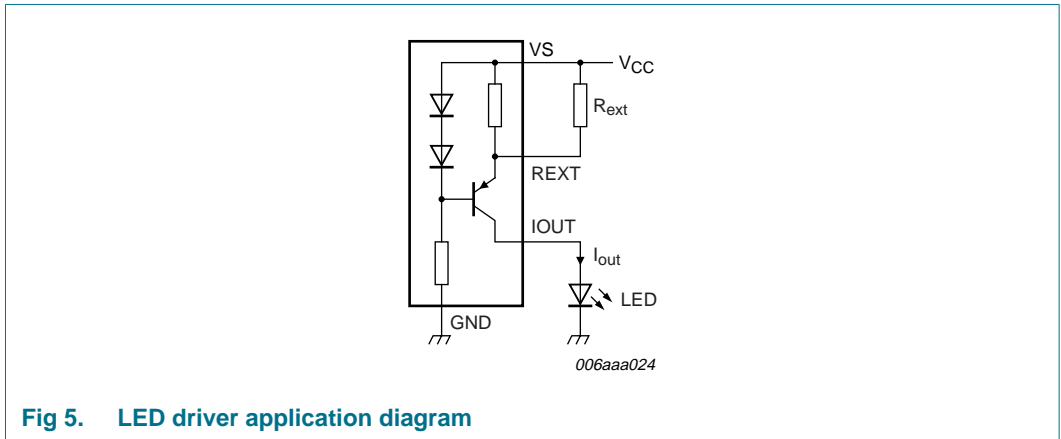 VS
VCC
Rext
REXT
IOUT
Iout
LED
GND
006aaa024
Fig 5. LED driver application diagram